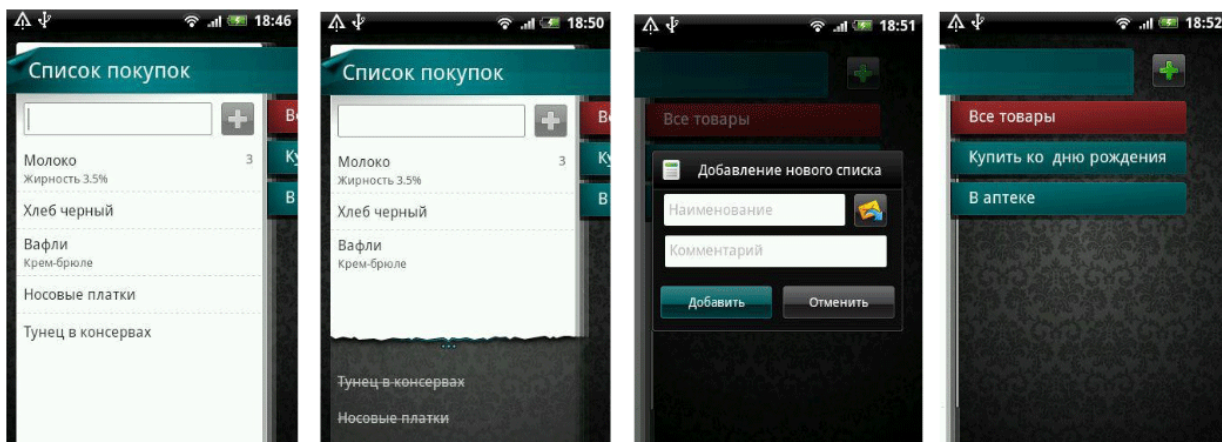 18:46
Список покупок
Молоко 3
Жирность 3.5%
Хлеб черный
Вафли
Крем-брюле
Носовые платки
Тунец в консервах
В
К
В
18:50
Список покупок
Молоко 3
Жирность 3.5%
Хлеб черный
Вафли
Крем-брюле
Тунец в консервах
Носовые платки
В
К
В
18:51
Все товары
Добавление нового списка
Наименование
Комментарий
Добавить Отменить
18:52
Все товары
Купить ко дню рождения
В аптеке